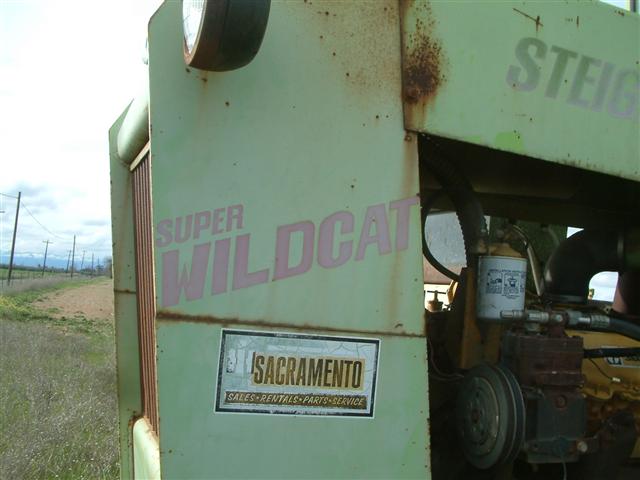 STEIG
SUPER
WILDCAT
SACRAMENTO
SALES • RENTALS • PARTS • SERVICE